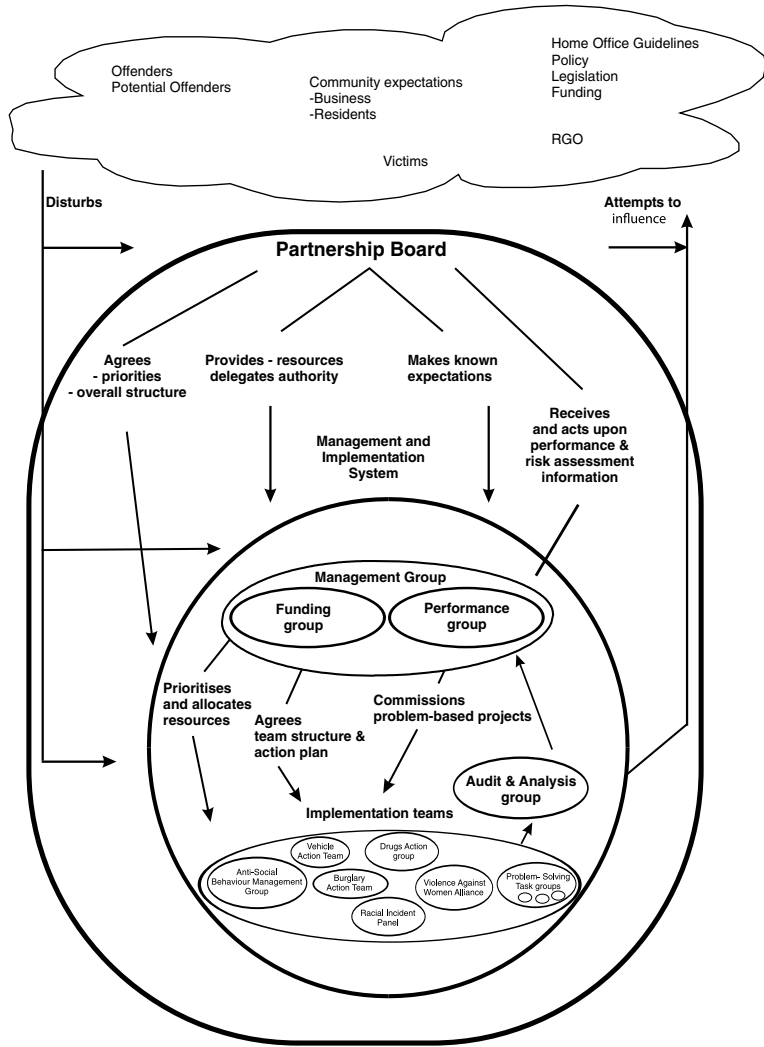 Offenders
Potential Offenders
Community expectations
-Business
-Residents
Home Office Guidelines
Policy
Legislation
Funding
RGO
Victims
Disturbs
Attempts to
influence
Partnership Board
Agrees
- priorities
- overall structure
Provides - resources
delegates authority
Makes known
expectations
Receives
and acts upon
performance &
risk assessment
information
Management and
Implementation
System
Management Group
Funding
group
Performance
group
Prioritises
and allocates
resources
Agrees
team structure &
action plan
Commissions
problem-based projects
Audit & Analysis
group
Implementation teams
Vehicle
Action Team
Drugs Action
group
Anti-Social
Behaviour Management
Group
Burglary
Action Team
Violence Against
Women Alliance
Problem- Solving
Task groups
Racial Incident
Panel